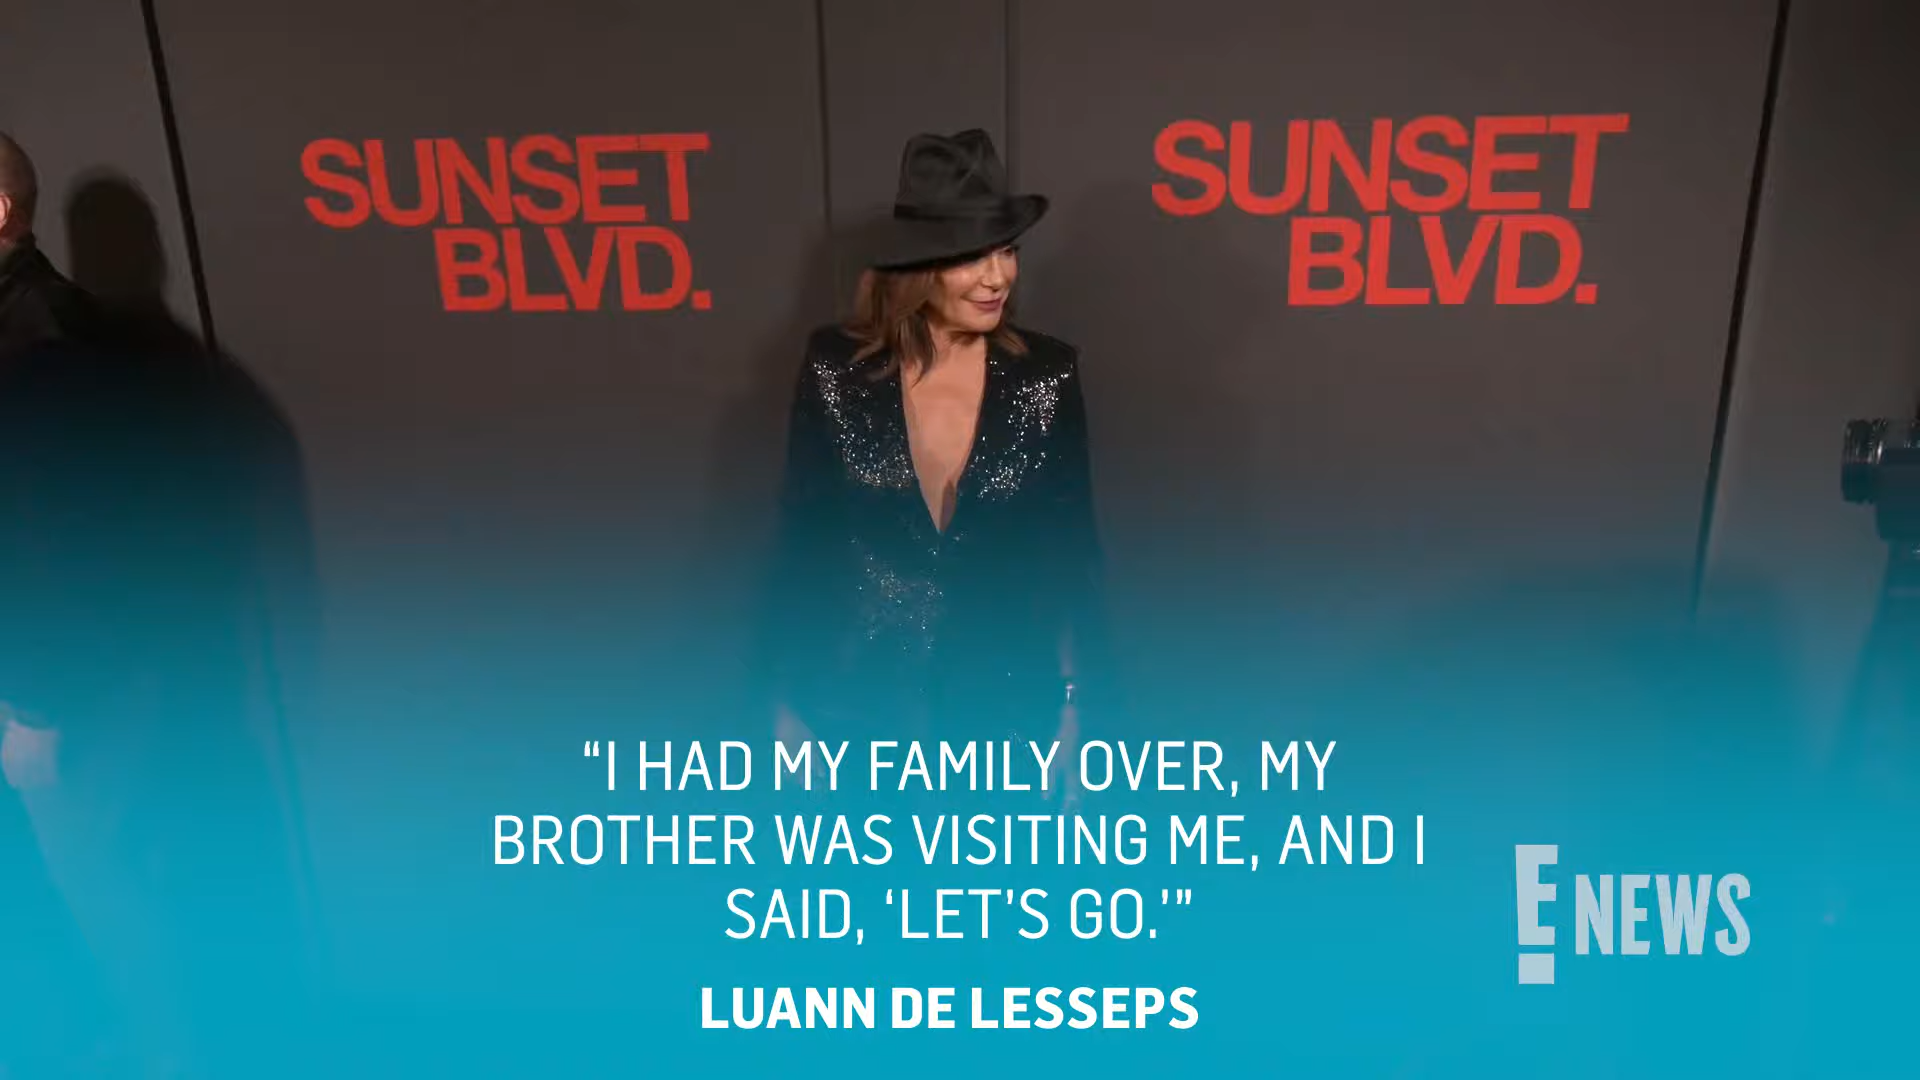 SUNSET
BLVD.
SUNSET
BLVD.
“I HAD MY FAMILY OVER, MY
BROTHER WAS VISITING ME, AND I
SAID, ‘LET’S GO.’”
LUANN DE LESSEPS
E NEWS